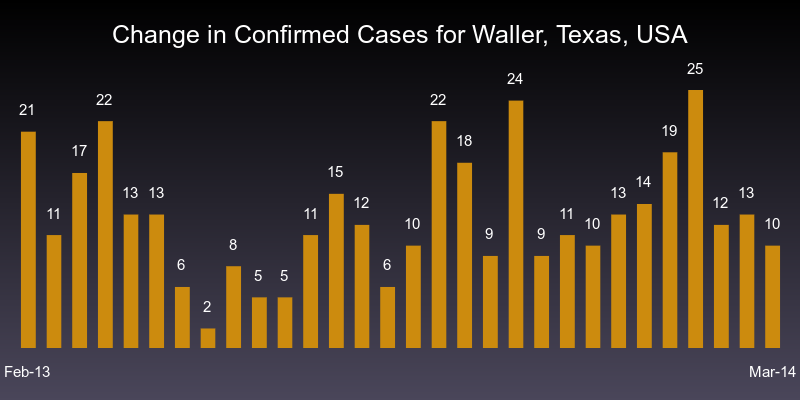 Change in Confirmed Cases for Waller, Texas, USA
21 11 17 22 13 13 6 2 8 5 5 11 15 12 6 10 22 18 9 24 9 11 10 13 14 19 25 12 13 10
Feb-13 Mar-14